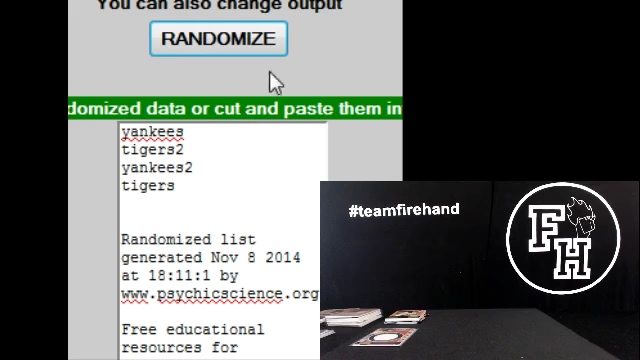 You can also change output
RANDOMIZE
domized data or cut and paste them in
yankees
tigers2
yankees2
tigers
Randomized list
generated Nov 8 2014
at 18:11:1 by
www.psychicscience.org
Free educational
resources for
#teamfirehand
FH